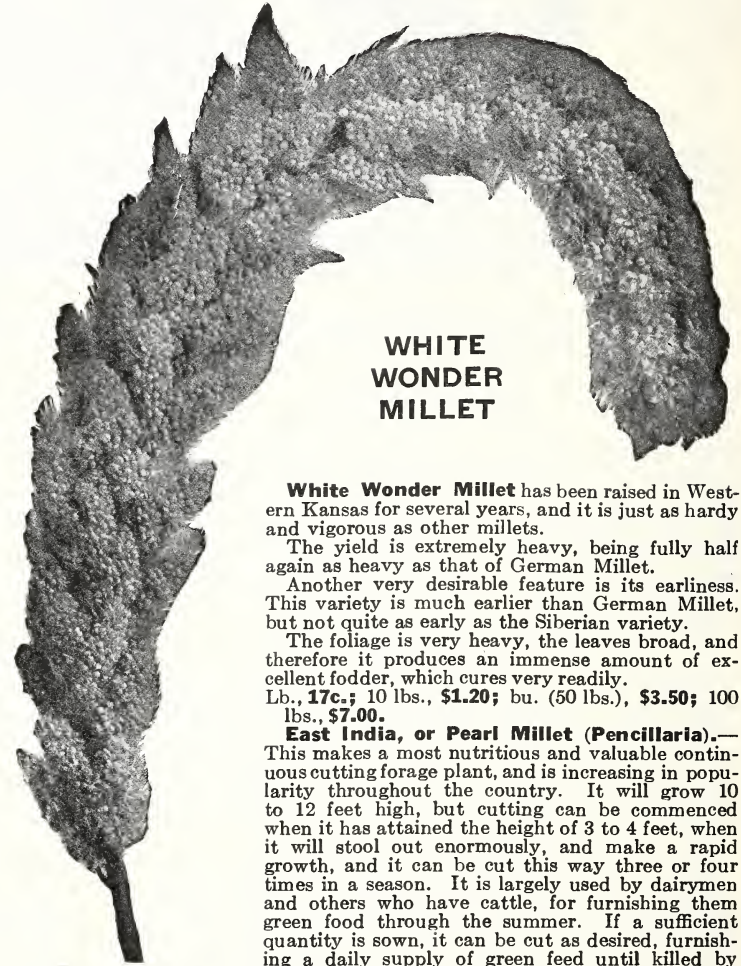 WHITE
WONDER
MILLET
White Wonder Millet has been raised in West-
ern Kansas for several years, and it is just as hardy
and vigorous as other millets.
The yield is extremely heavy, being fully half
again as heavy as that of German Millet.
Another very desirable feature is its earliness.
This variety is much earlier than German Millet,
but not quite as early as the Siberian variety.
The foliage is very heavy, the leaves broad, and
therefore it produces an immense amount of ex-
cellent fodder, which cures very readily.
Lb., 17c.; 10 lbs., $1.20; bu. (50 lbs.), $3.50; 100
lbs., $7.00.
East India, or Pearl Millet (Pencillaria).—
This makes a most nutritious and valuable contin-
uous cutting forage plant, and is increasing in popu-
larity throughout the country. It will grow 10
to 12 feet high, but cutting can be commenced
when it has attained the height of 3 to 4 feet, when
it will stool out enormously, and make a rapid
growth, and it can be cut this way three or four
times in a season. It is largely used by dairymen
and others who have cattle, for furnishing them
green food through the summer. If a sufficient
quantity is sown, it can be cut as desired, furnish-
ing a daily supply of green feed until killed by